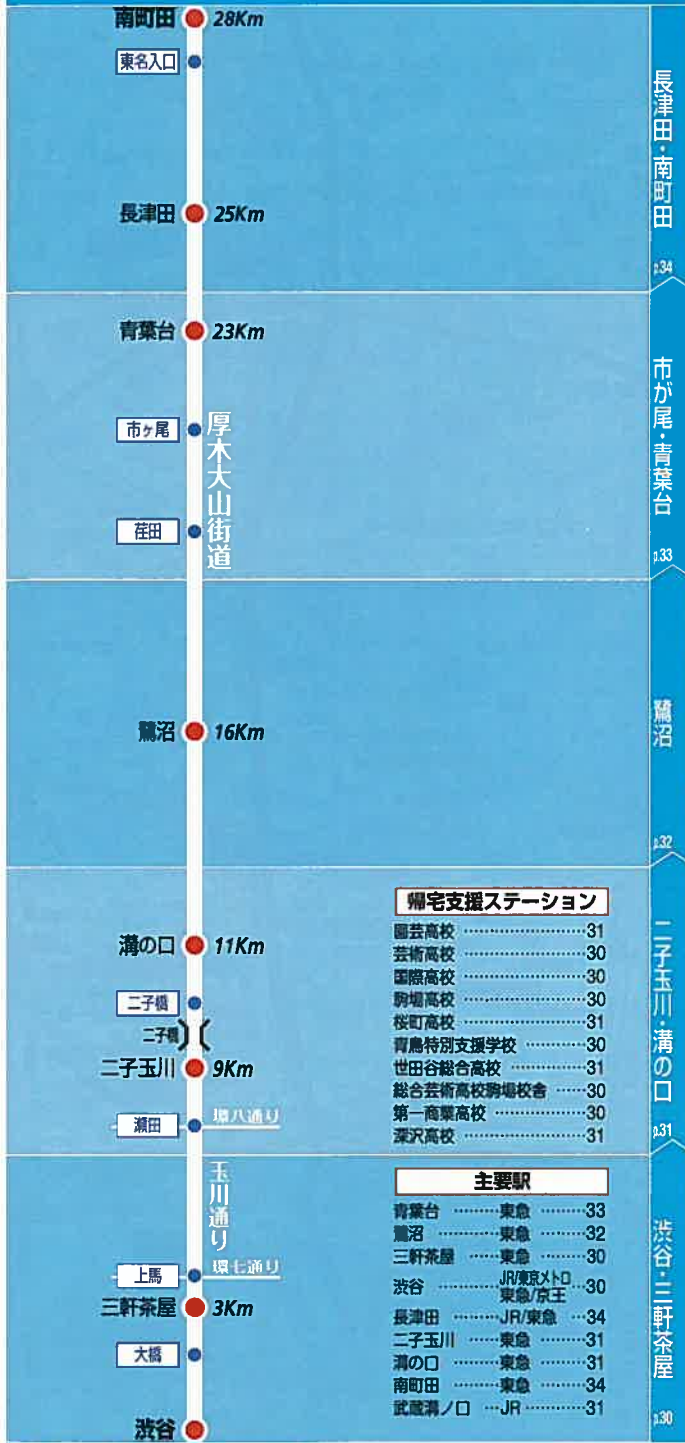 南町田 28Km
東名入口
長津田 25Km
長津田・南町田
p.34
青葉台 23Km
市ヶ尾
荏田
厚木大山街道
市が尾・青葉台
p.33
鷺沼 16Km
鷺沼
p.32
溝の口 11Km
二子橋
二子橋
二子玉川 9Km
瀬田
環八通り
帰宅支援ステーション
園芸高校 …………………31
芸術高校 …………………30
国際高校 …………………30
駒場高校 …………………30
桜町高校 …………………31
青鳥特別支援学校 ………30
世田谷総合高校 …………31
総合芸術高校駒場校舎 …30
第一商業高校 ……………30
深沢高校 …………………31
二子玉川・溝の口
p.31
玉川通り
上馬
環七通り
三軒茶屋 3Km
大橋
渋谷
主要駅
青葉台 ………東急 ………33
鷺沼 …………東急 ………32
三軒茶屋 ……東急 ………30
渋谷 …………JR/東京メトロ 東急/京王 …30
長津田 ………JR/東急 …34
二子玉川 ……東急 ………31
溝の口 ………東急 ………31
南町田 ………東急 ………34
武蔵溝ノ口 …JR …………31
渋谷・三軒茶屋
p.30